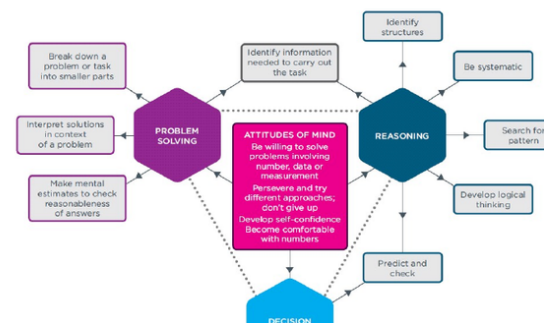 Identify
structures
Break down a
problem or task
into smaller parts
Identify information
needed to carry out
the task
Be systematic
Interpret solutions
in context
of a problem
PROBLEM
SOLVING
ATTITUDES OF MIND
Be willing to solve
problems involving
number, data or
measurement
Persevere and try
different approaches;
don't give up
Develop self-confidence
Become comfortable
with numbers
REASONING
Search for
pattern
Make mental
estimates to check
reasonableness
of answers
Develop logical
thinking
Predict and
check
DECISION